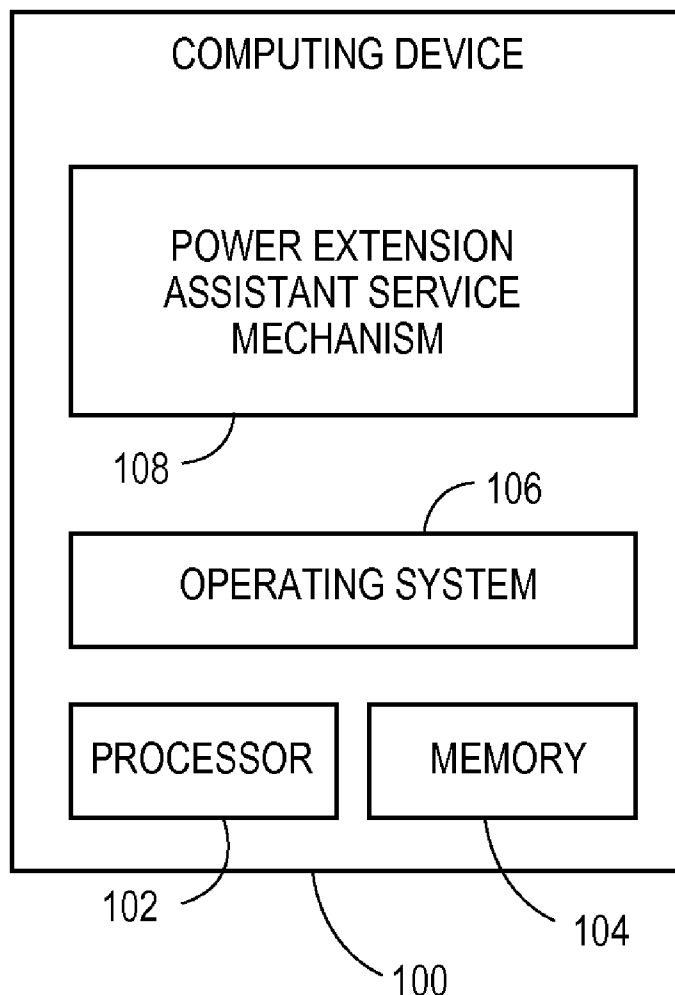 COMPUTING DEVICE
POWER EXTENSION
ASSISTANT SERVICE
MECHANISM
108
106
OPERATING SYSTEM
PROCESSOR
MEMORY
102
104
100